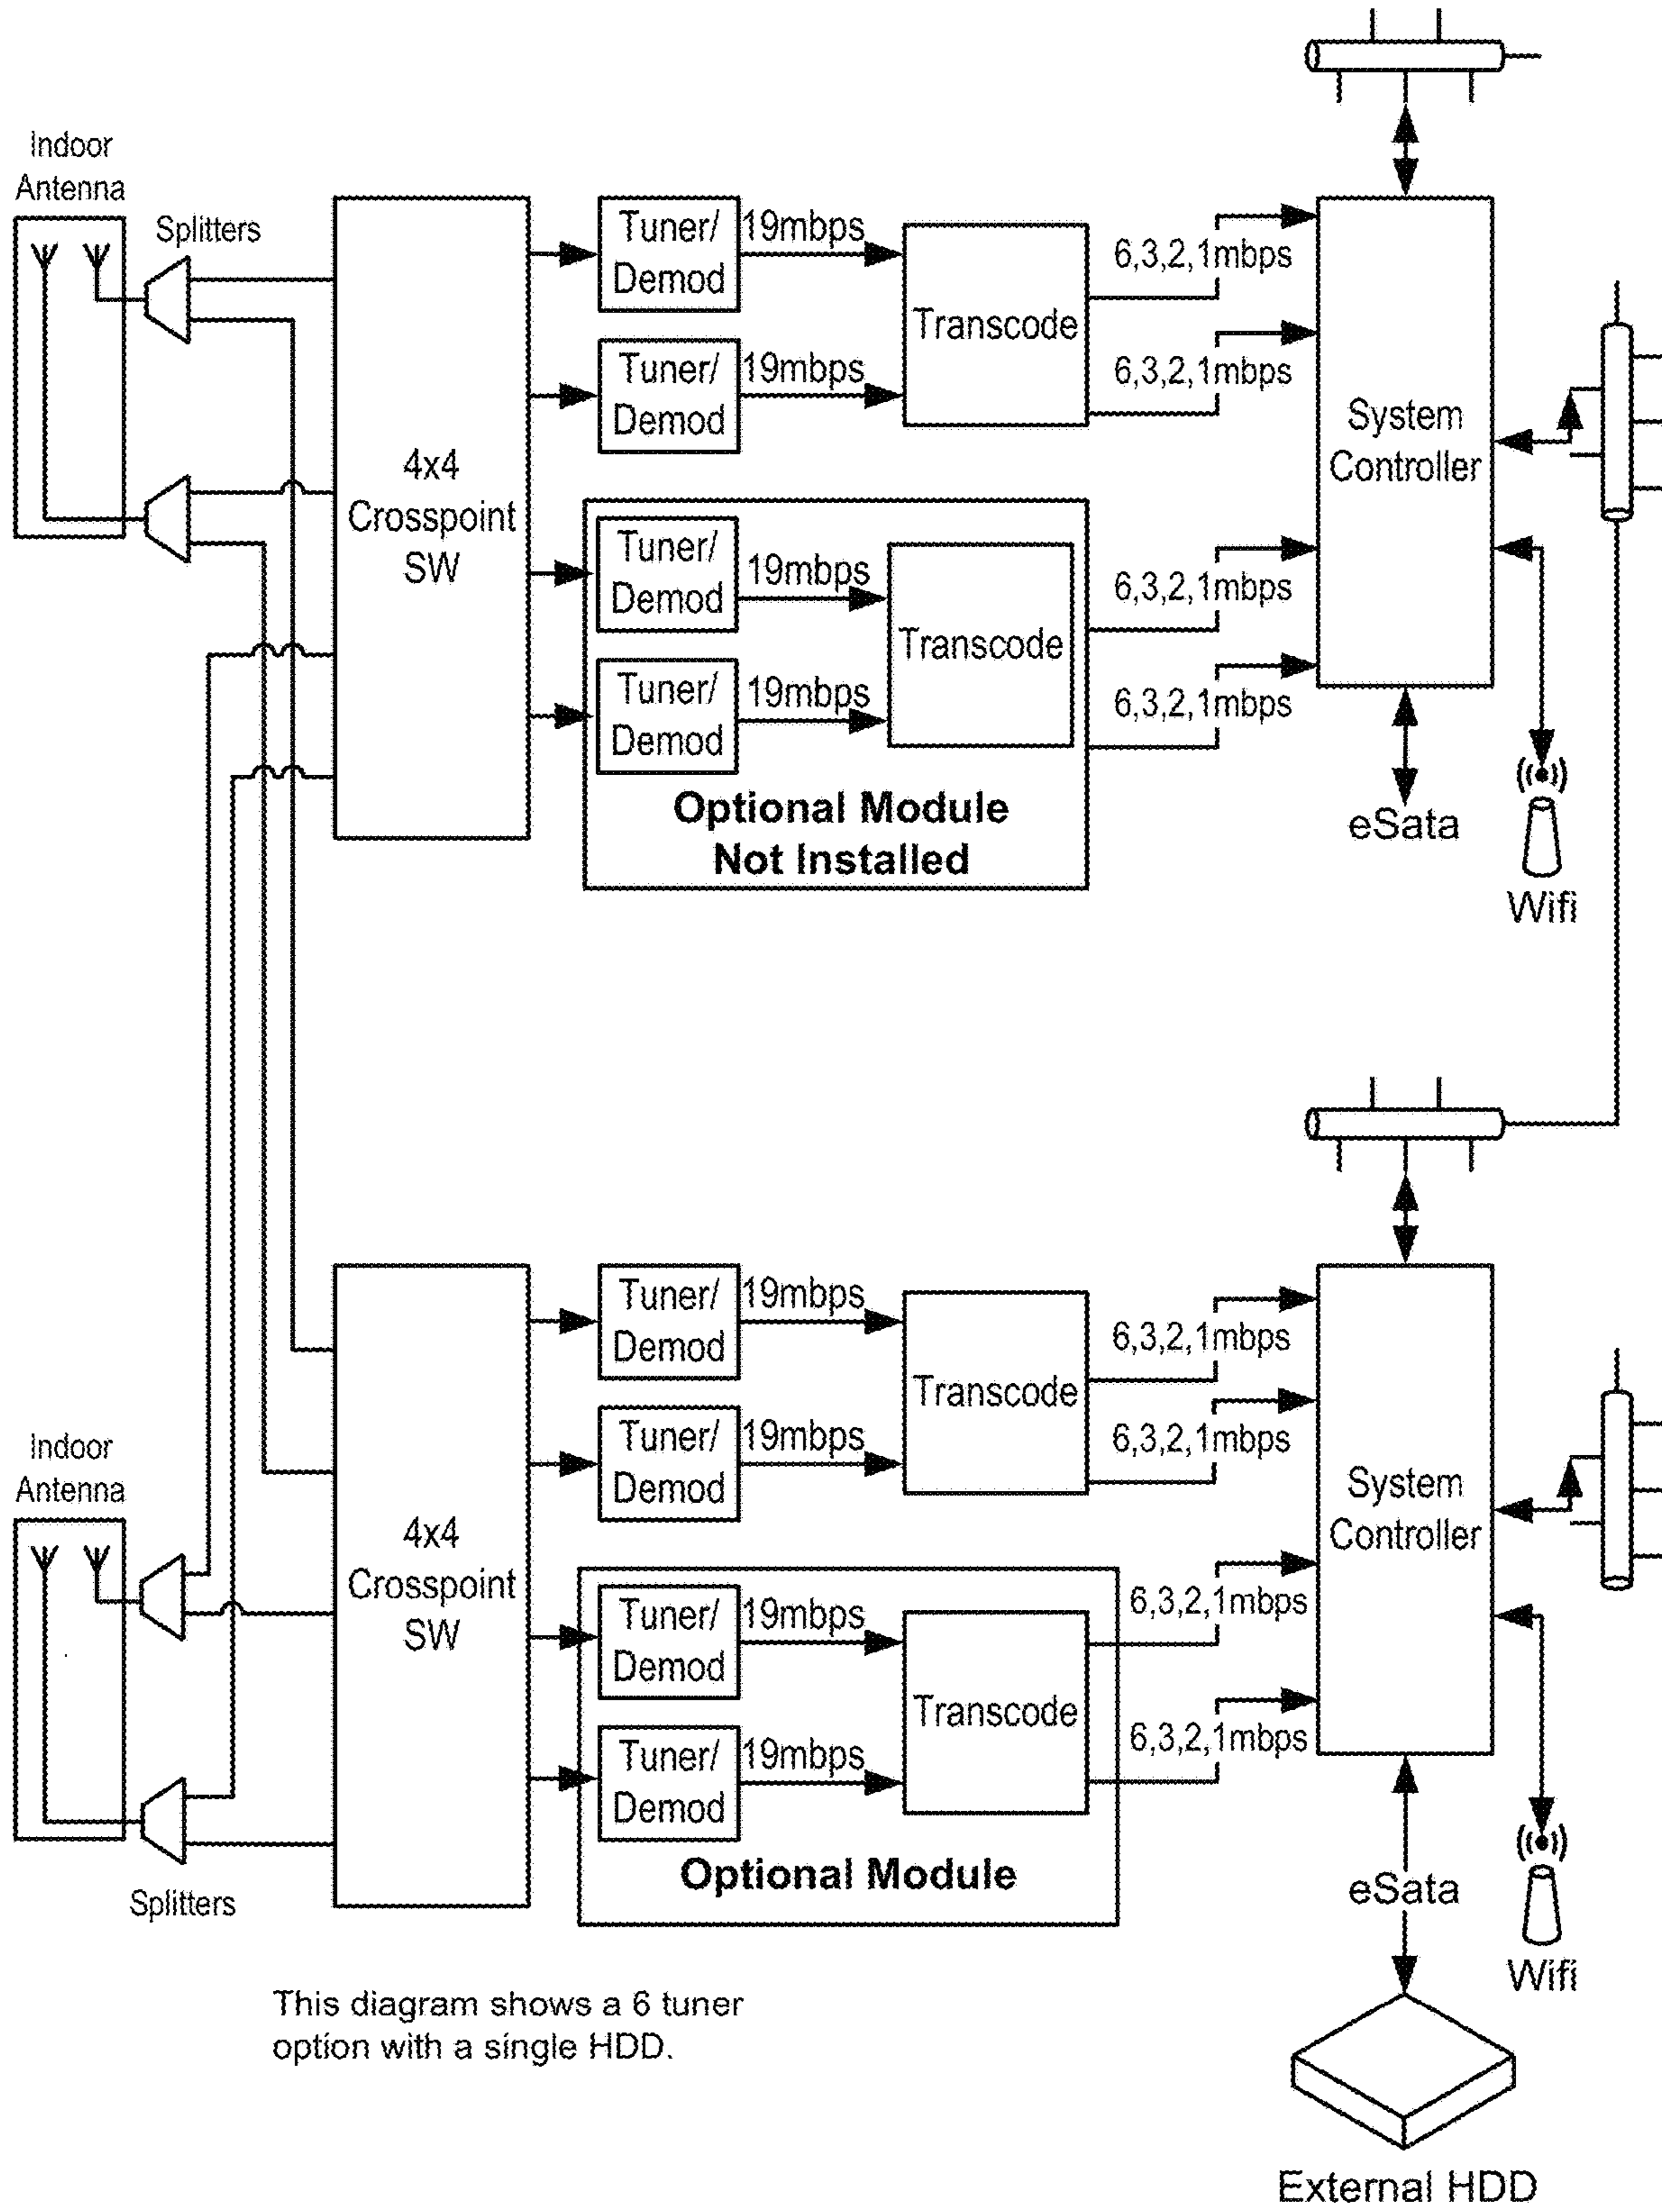 Indoor
Antenna
Splitters
4x4
Crosspoint
SW
Tuner/
Demod
19mbps
Tuner/
Demod
19mbps
Transcode
6,3,2,1mbps
6,3,2,1mbps
Tuner/
Demod
19mbps
Tuner/
Demod
19mbps
Transcode
6,3,2,1mbps
6,3,2,1mbps
Optional Module
Not Installed
System
Controller
eSata
Wifi
Indoor
Antenna
Splitters
4x4
Crosspoint
SW
Tuner/
Demod
19mbps
Tuner/
Demod
19mbps
Transcode
6,3,2,1mbps
6,3,2,1mbps
Tuner/
Demod
19mbps
Tuner/
Demod
19mbps
Transcode
6,3,2,1mbps
6,3,2,1mbps
Optional Module
System
Controller
eSata
Wifi
External HDD
This diagram shows a 6 tuner
option with a single HDD.